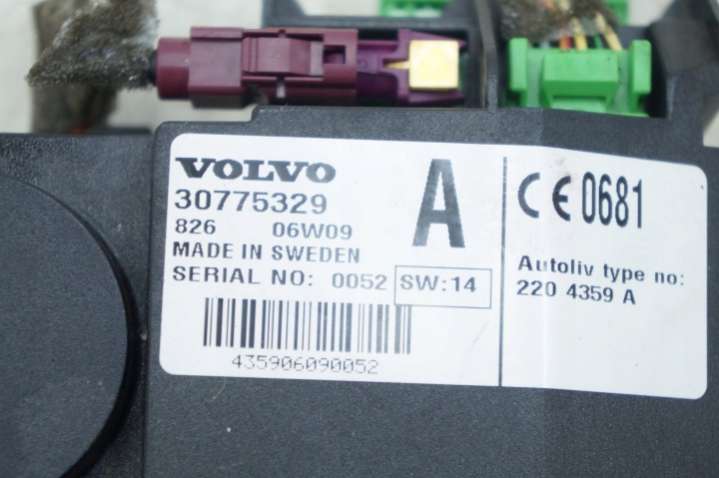 VOLVO
30775329
826 06W09
MADE IN SWEDEN
SERIAL NO: 0052 SW:14
435906090052
A
CE 0681
Autoliv type no:
220 4359 A